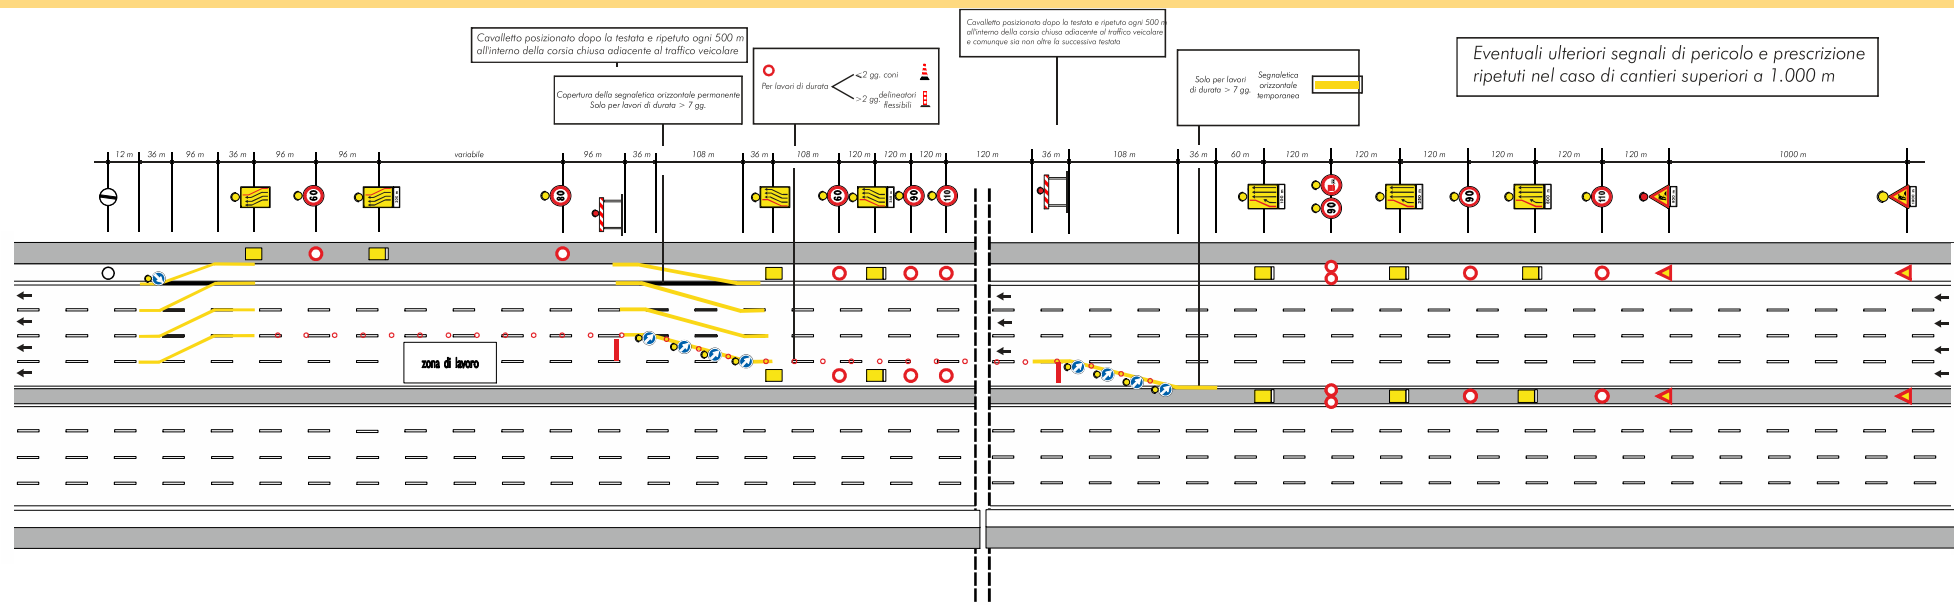 Cavalletto posizionato dopo la testata e ripetuto ogni 500 m
all'interno della corsia chiusa adiacente al traffico veicolare
Copertura della segnaletica orizzontale permanente
Solo per lavori di durata > 7 gg.
Per lavori di durata
<2 gg. coni
>2 gg. delineatori
flessibili
Cavalletto posizionato dopo la testata e ripetuto ogni 500 m
all'interno della corsia chiusa adiacente al traffico veicolare
e comunque sia non oltre la successiva testata
Solo per lavori
di durata > 7 gg.
Segnaletica
orizzontale
temporanea
Eventuali ulteriori segnali di pericolo e prescrizione
ripetuti nel caso di cantieri superiori a 1.000 m
12 m 36 m 96 m 36 m 96 m 96 m variabile 96 m 36 m 108 m 36 m 108 m 120 m 120 m 120 m 120 m 36 m 108 m 36 m 60 m 120 m 120 m 120 m 120 m 120 m 120 m 1000 m
60 80 60 90 110 90 90 110
zona di lavoro